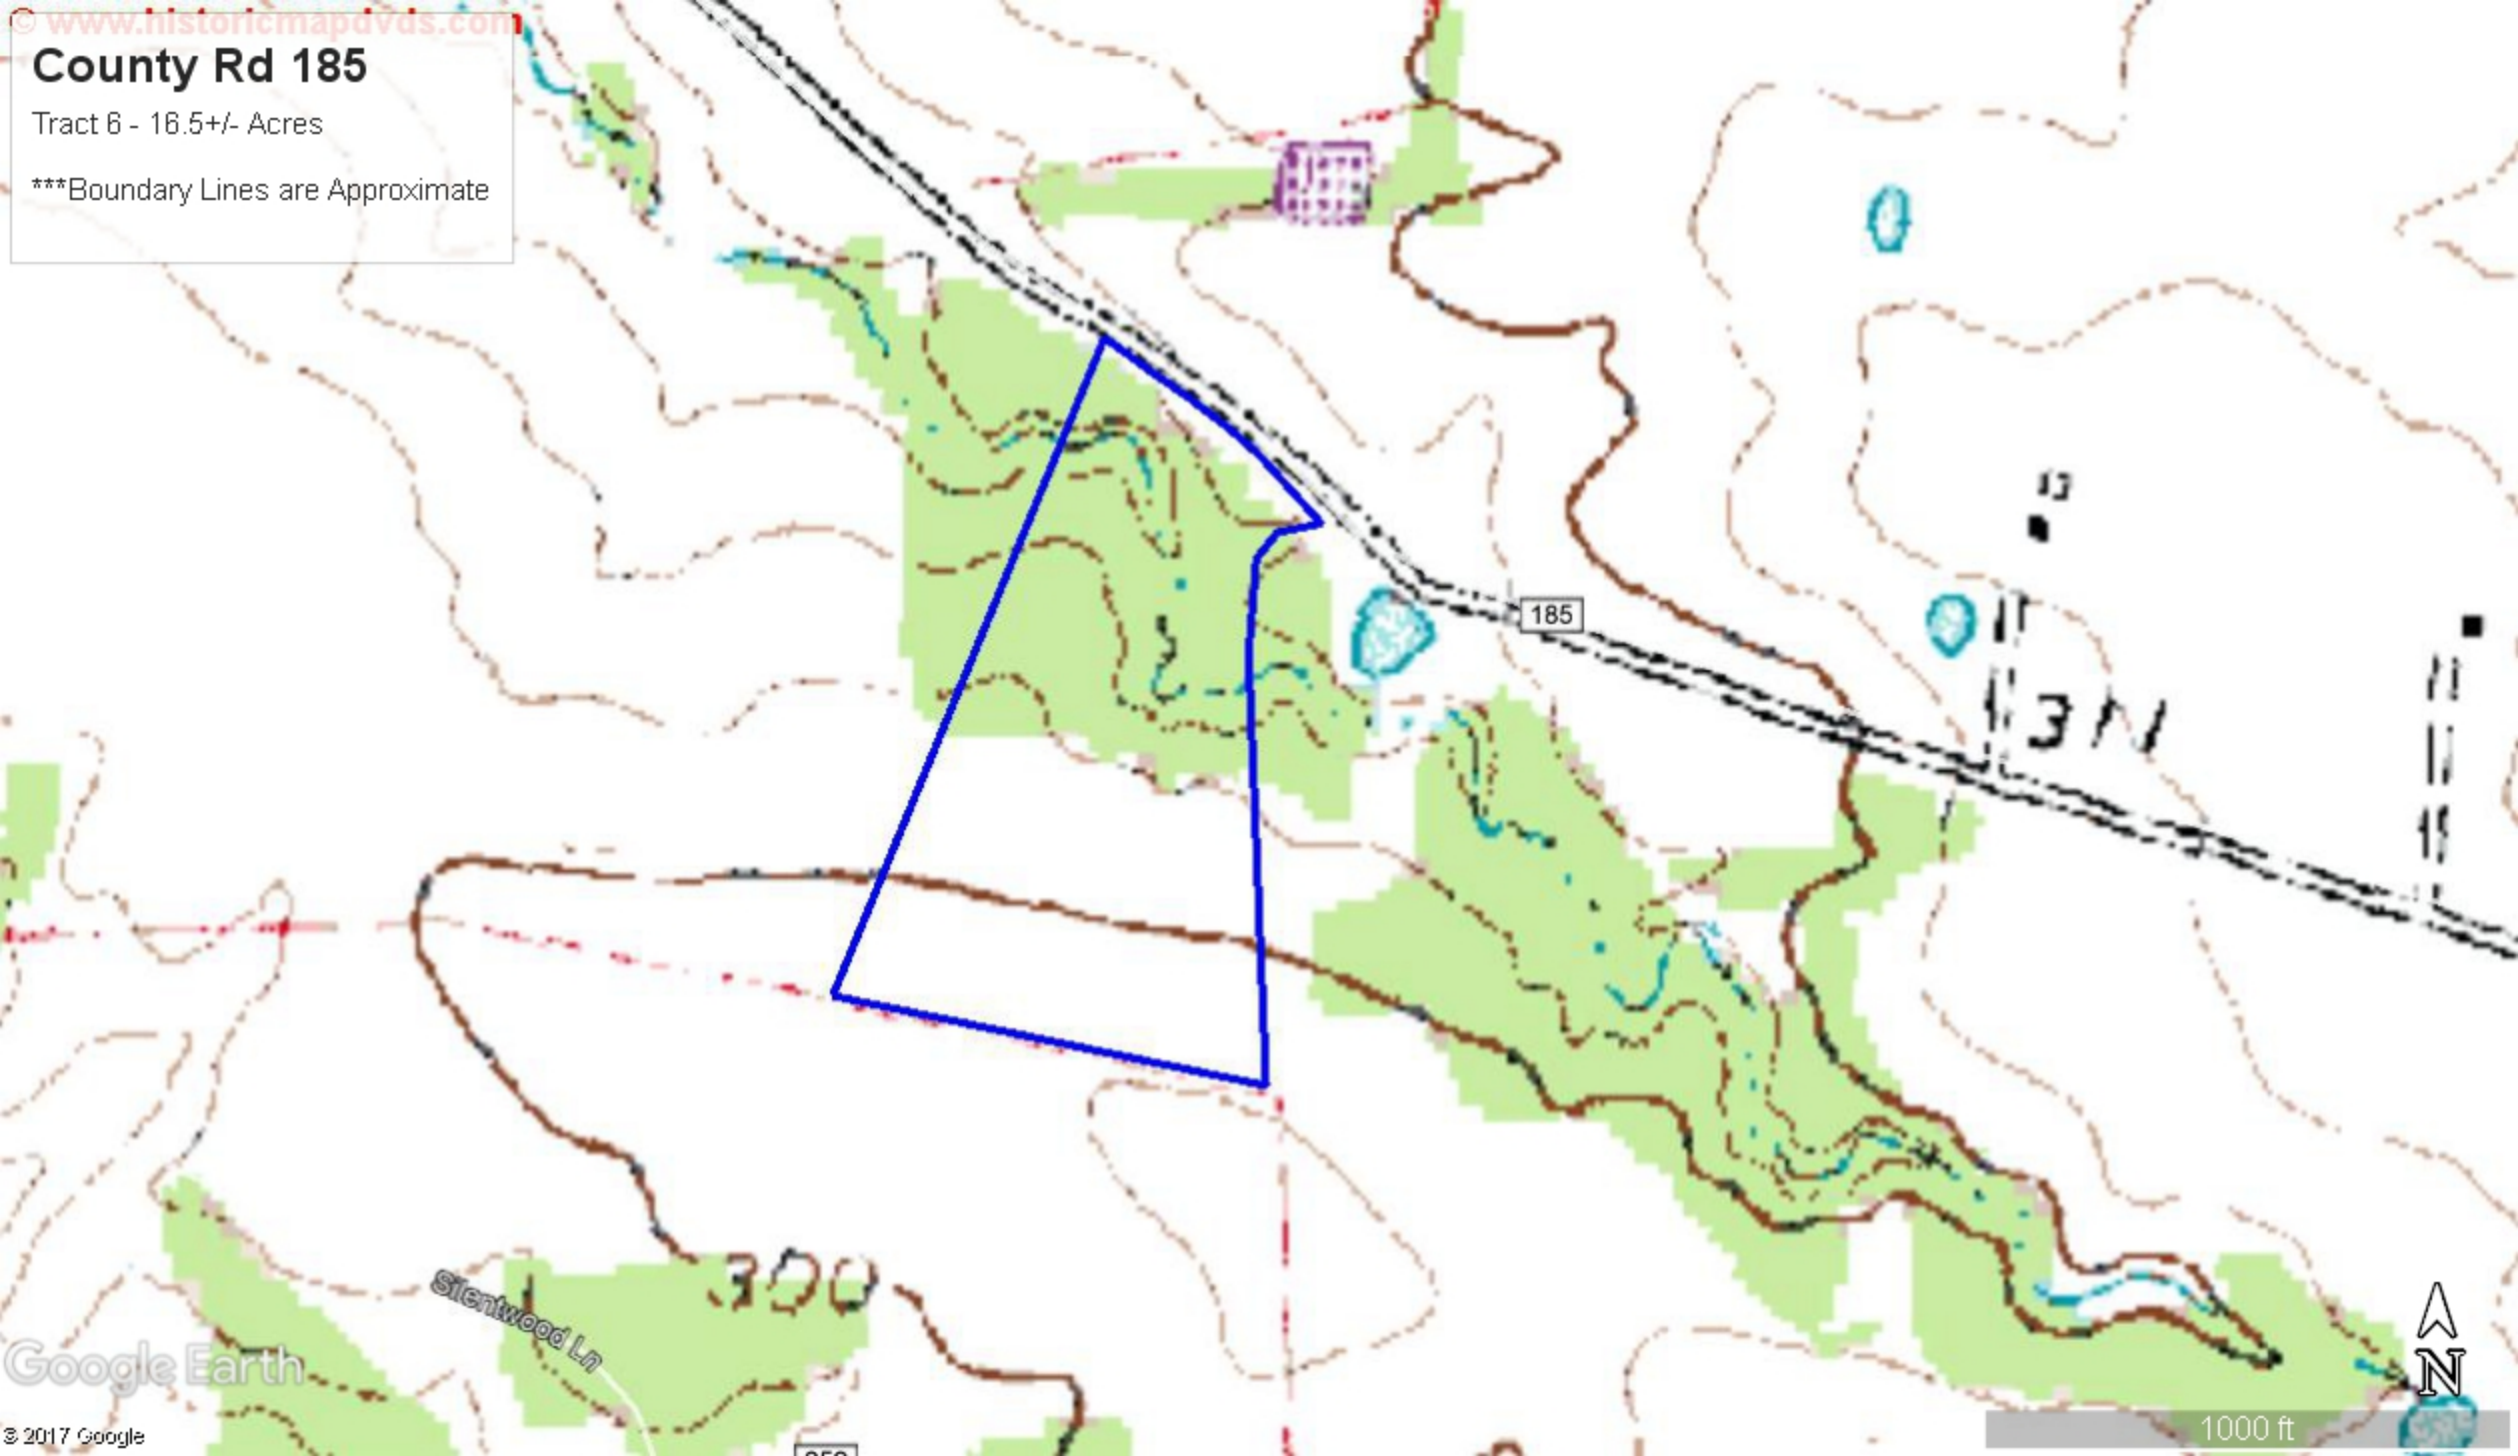 © www.historicmapdvds.com
County Rd 185
Tract 6 - 16.5+/- Acres
***Boundary Lines are Approximate
185
300
Silentwood Ln
Google Earth
© 2017 Google
N
1000 ft